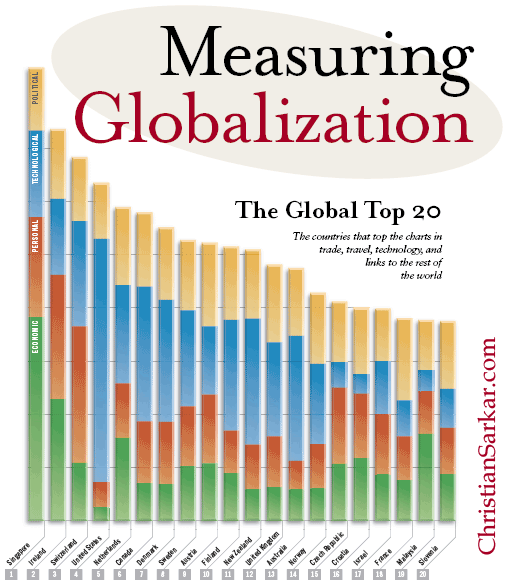 Measuring
Globalization
The Global Top 20
The countries that top the charts in
trade, travel, technology, and
links to the rest of
the world
POLITICAL
TECHNOLOGICAL
PERSONAL
ECONOMIC
ChristianSarkar.com
Singapore
Ireland
Switzerland
United States
Netherlands
Canada
Denmark
Sweden
Austria
Finland
New Zealand
United Kingdom
Australia
Norway
Czech Republic
Croatia
Israel
France
Malaysia
Slovenia
1 2 3 4 5 6 7 8 9 10 11 12 13 14 15 16 17 18 19 20